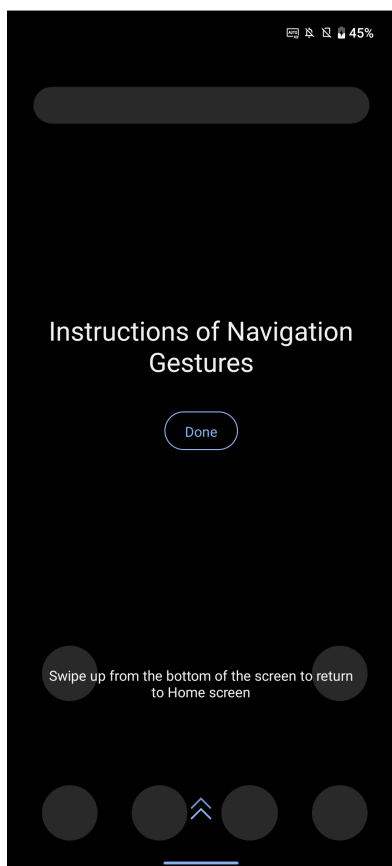 45%
Instructions of Navigation
Gestures
Done
Swipe up from the bottom of the screen to return
to Home screen